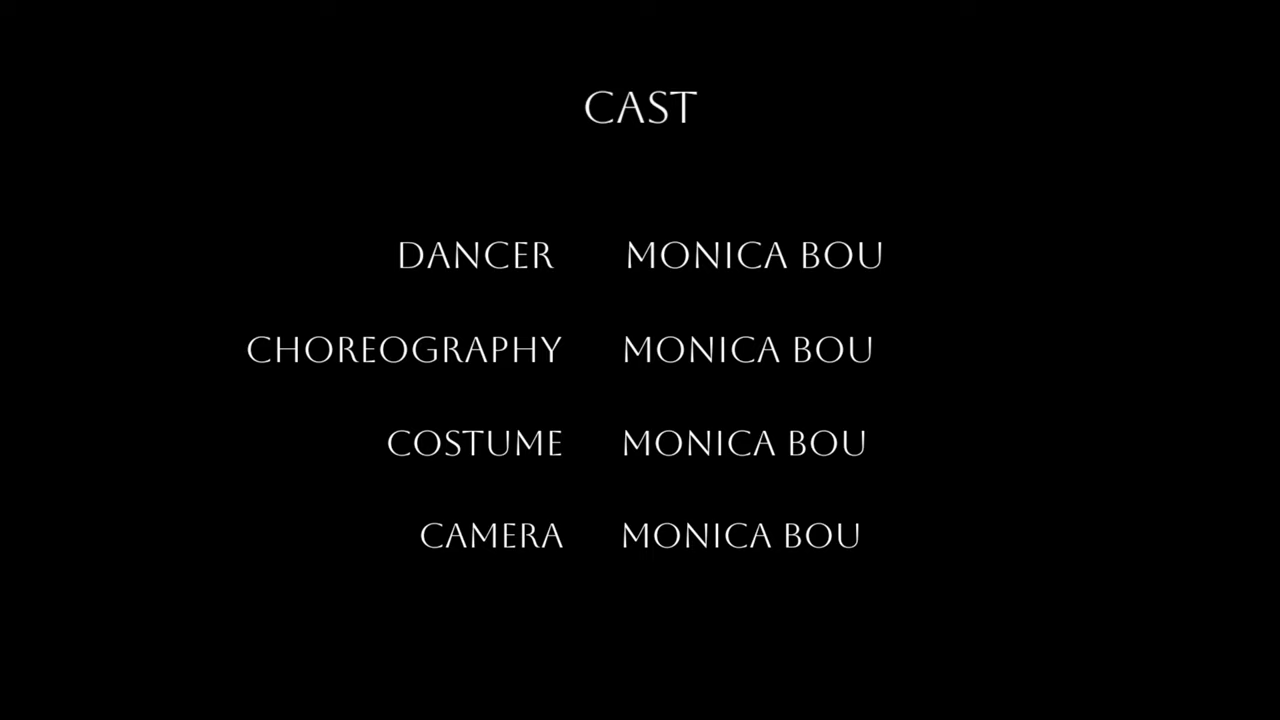 CAST
DANCER MONICA BOU
CHOREOGRAPHY MONICA BOU
COSTUME MONICA BOU
CAMERA MONICA BOU